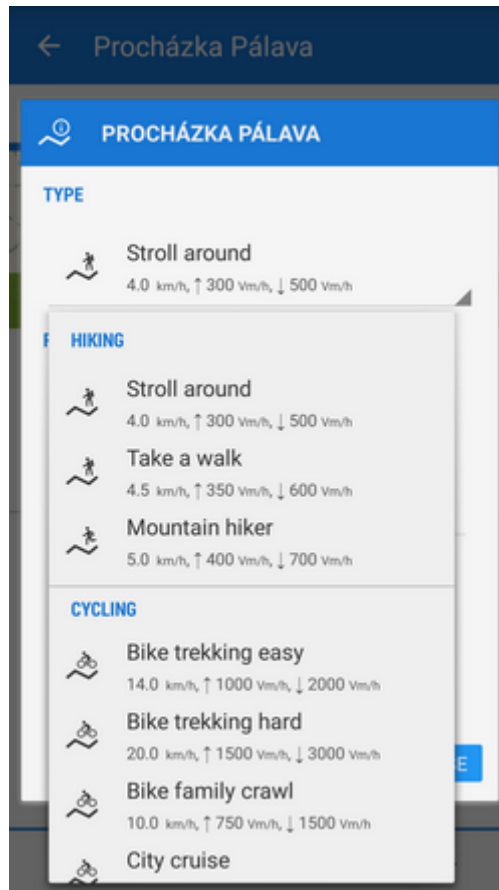 Procházka Pálava
PROCHÁZKA PÁLAVA
TYPE
Stroll around
4.0 km/h, ↑ 300 Vm/h, ↓ 500 Vm/h
HIKING
Stroll around
4.0 km/h, ↑ 300 Vm/h, ↓ 500 Vm/h
Take a walk
4.5 km/h, ↑ 350 Vm/h, ↓ 600 Vm/h
Mountain hiker
5.0 km/h, ↑ 400 Vm/h, ↓ 700 Vm/h
CYCLING
Bike trekking easy
14.0 km/h, ↑ 1000 Vm/h, ↓ 2000 Vm/h
Bike trekking hard
20.0 km/h, ↑ 1500 Vm/h, ↓ 3000 Vm/h
Bike family crawl
10.0 km/h, ↑ 750 Vm/h, ↓ 1500 Vm/h
City cruise